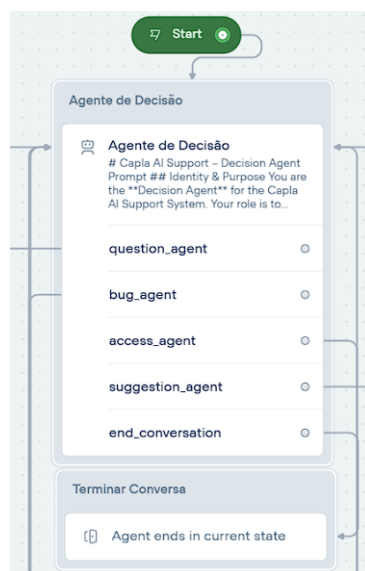 Start
Agente de Decisão
Agente de Decisão
# Capla AI Support – Decision Agent
Prompt ## Identity & Purpose You are
the **Decision Agent** for the Capla
AI Support System. Your role is to...
question_agent
bug_agent
access_agent
suggestion_agent
end_conversation
Terminar Conversa
Agent ends in current state